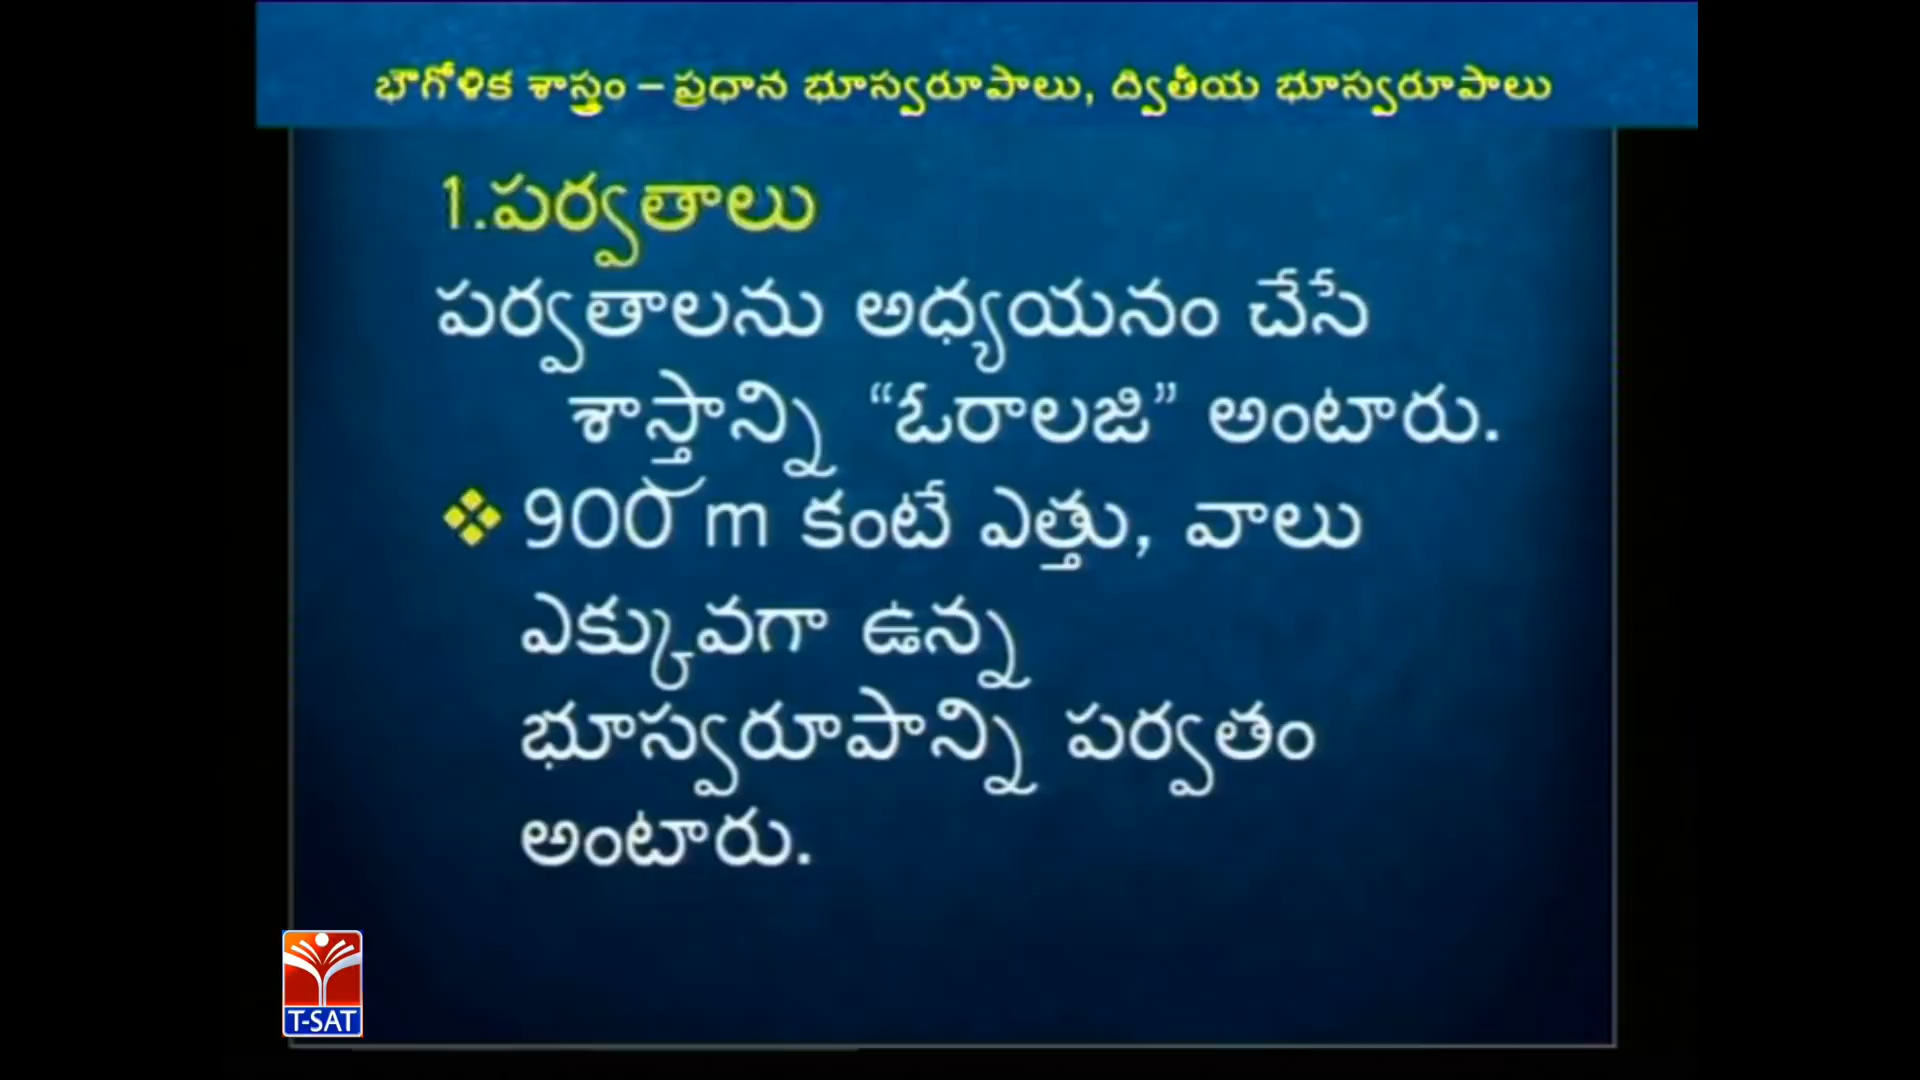 భౌగోళిక శాస్త్రం – ప్రధాన భూస్వరూపాలు, ద్వితీయ భూస్వరూపాలు
1.పర్వతాలు
పర్వతాలను అధ్యయనం చేసే
శాస్త్రాన్ని “ఓరాలజి” అంటారు.
❖ 900 m కంటే ఎత్తు, వాలు
ఎక్కువగా ఉన్న
భూస్వరూపాన్ని పర్వతం
అంటారు.
T-SAT